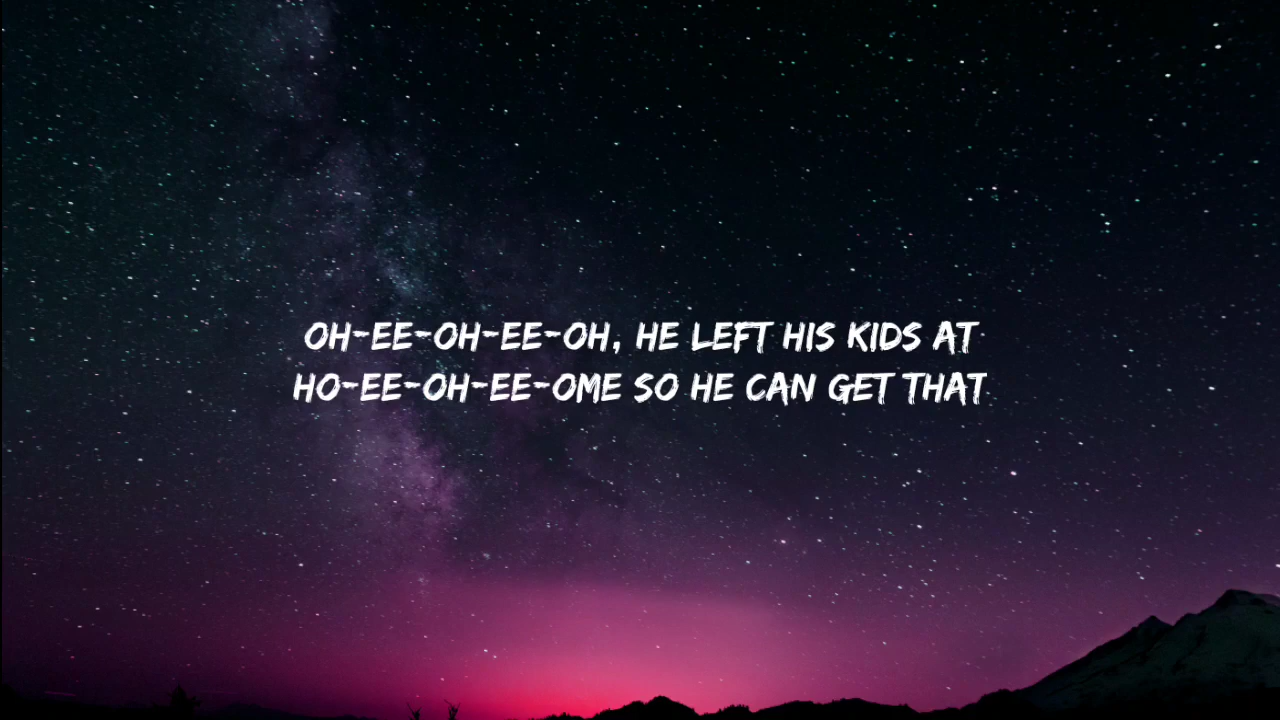 OH-EE-OH-EE-OH, HE LEFT HIS KIDS AT
HO-EE-OH-EE-OME SO HE CAN GET THAT